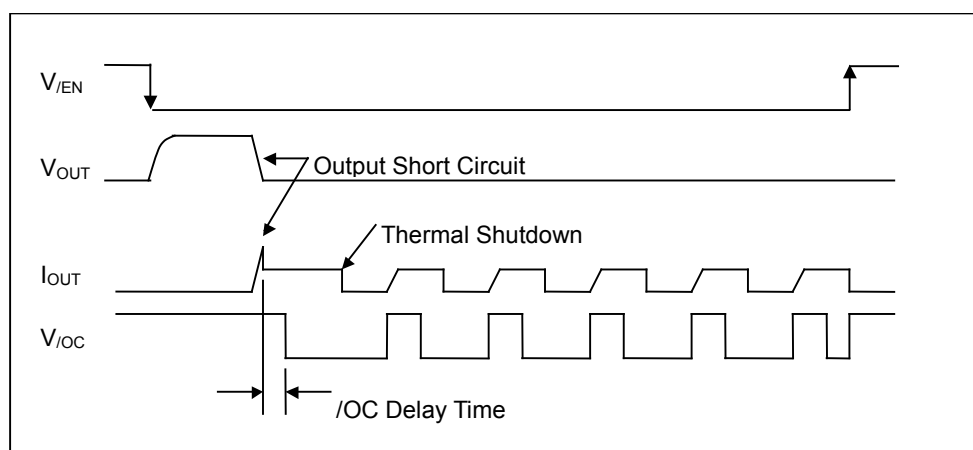 V/EN
VOUT
Output Short Circuit
Thermal Shutdown
IOUT
V/OC
/OC Delay Time